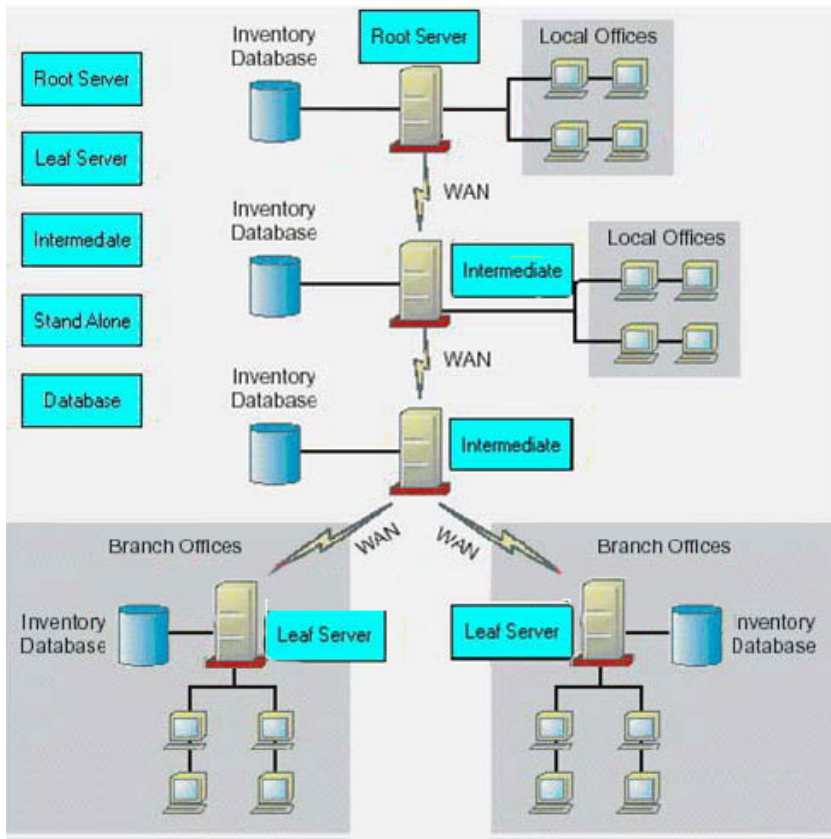 Root Server
Leaf Server
Intermediate
Stand Alone
Database
Inventory
Database
Root Server
Local Offices
WAN
Inventory
Database
Intermediate
Local Offices
WAN
Inventory
Database
Intermediate
WAN
WAN
Branch Offices
Inventory
Database
Leaf Server
Branch Offices
Leaf Server
Inventory
Database